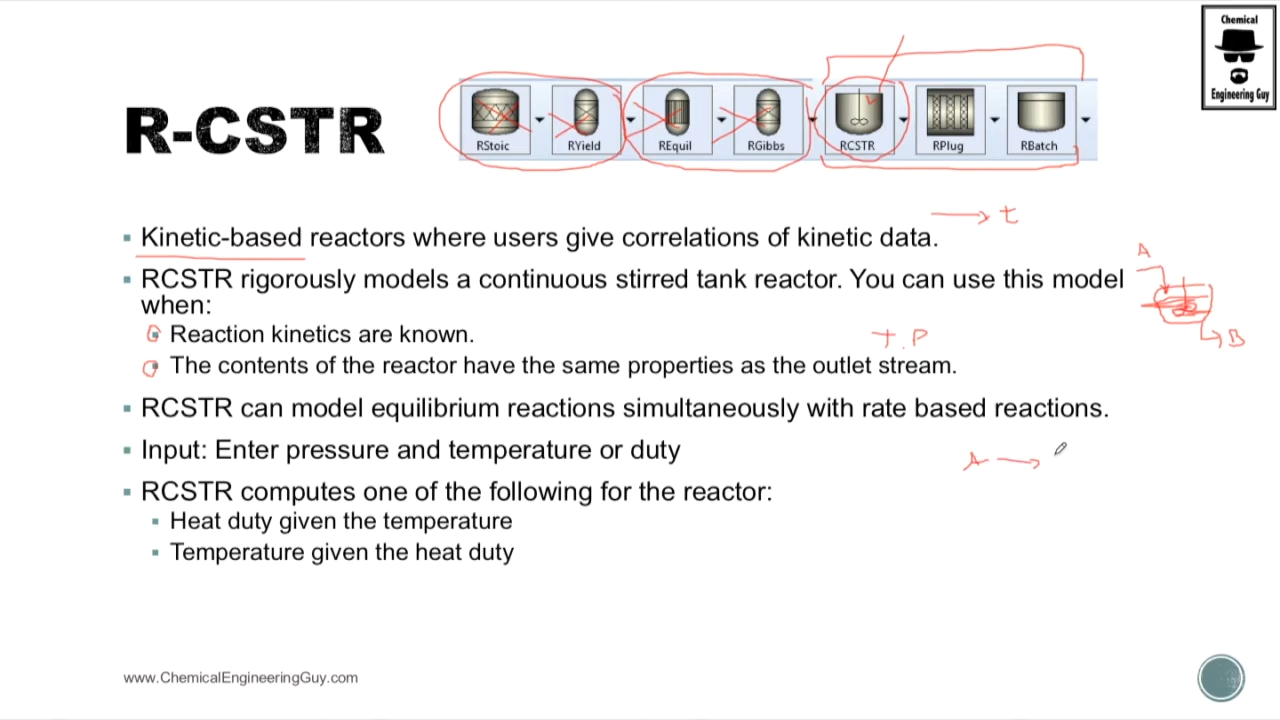 Chemical
Engineering Guy
R-CSTR
RStoic RYield REquil RGibbs RCSTR RPlug RBatch
→ t
▪ Kinetic-based reactors where users give correlations of kinetic data.
▪ RCSTR rigorously models a continuous stirred tank reactor. You can use this model
when:
A
B
▪ Reaction kinetics are known.
T, P
▪ The contents of the reactor have the same properties as the outlet stream.
▪ RCSTR can model equilibrium reactions simultaneously with rate based reactions.
▪ Input: Enter pressure and temperature or duty
A →
▪ RCSTR computes one of the following for the reactor:
▪ Heat duty given the temperature
▪ Temperature given the heat duty
www.ChemicalEngineeringGuy.com